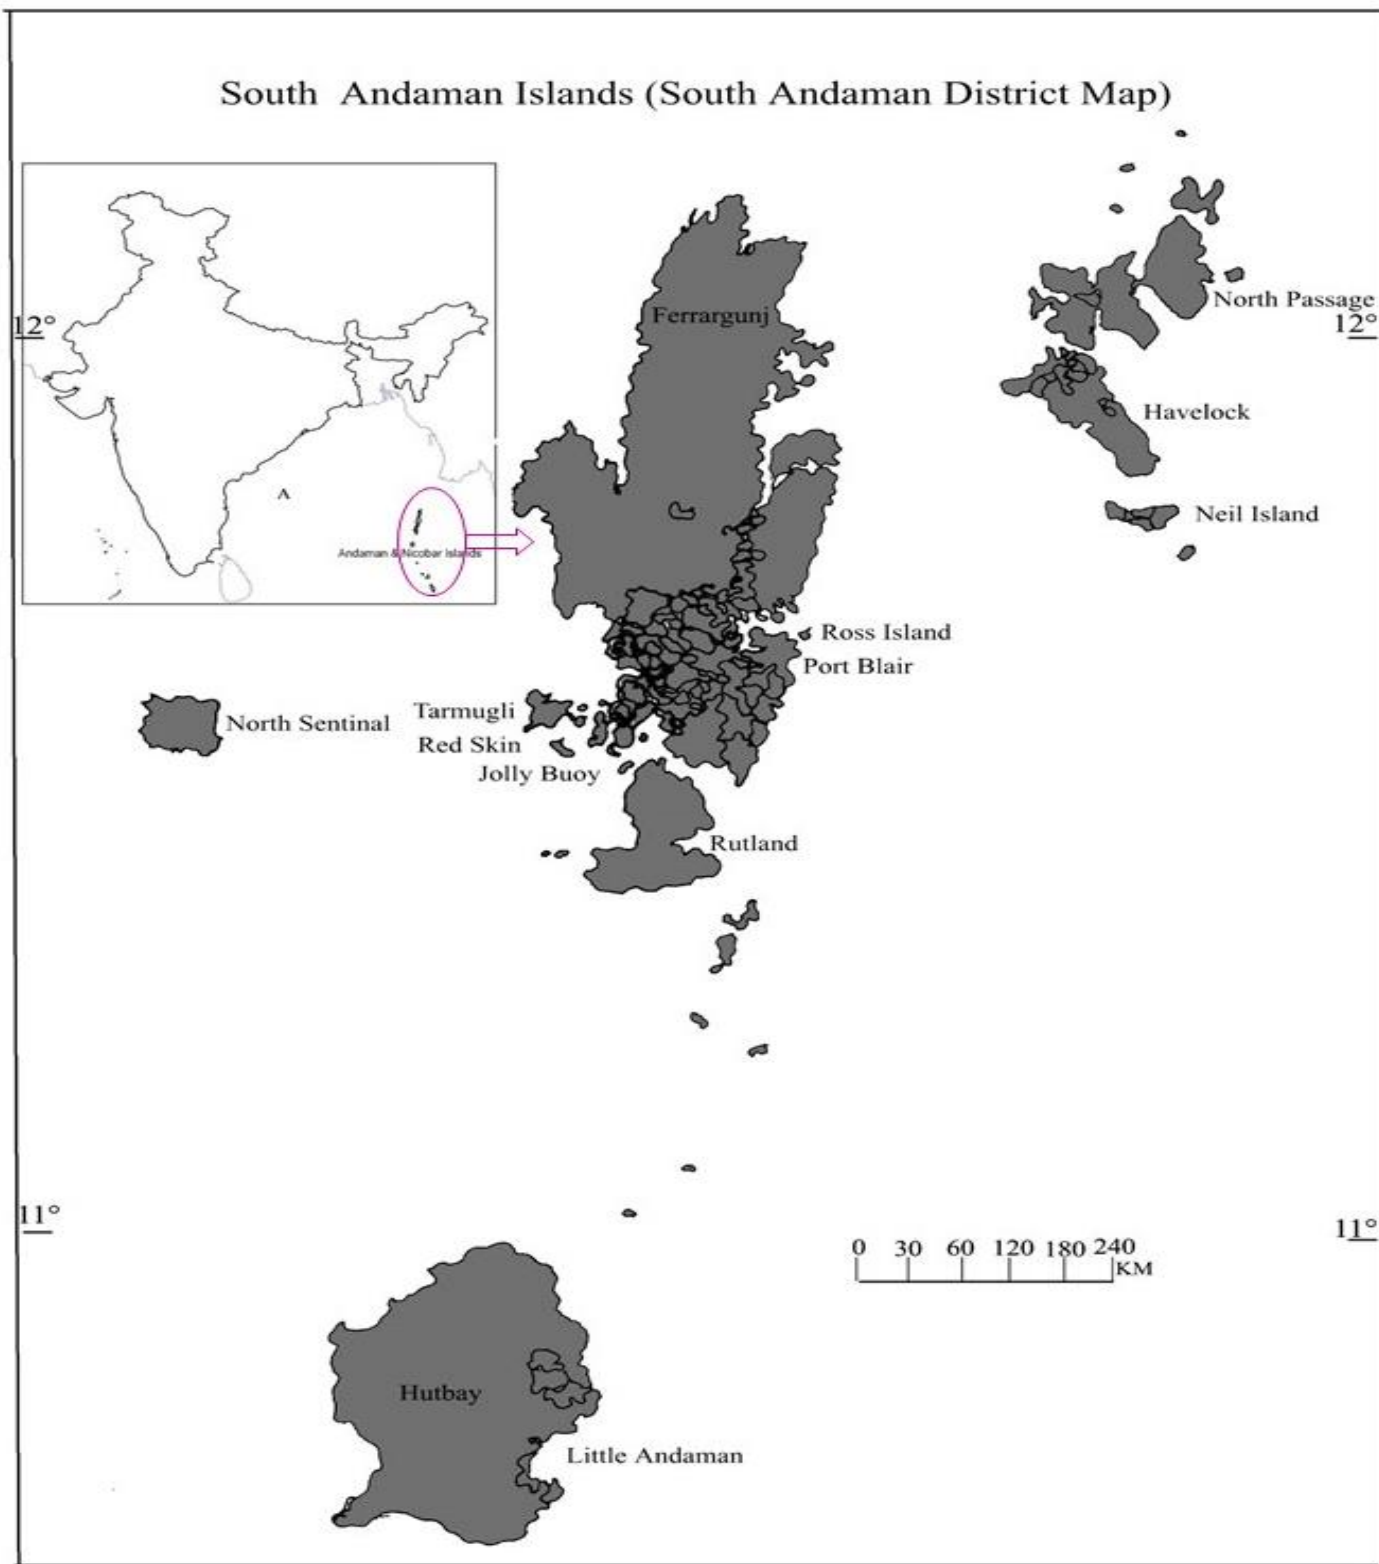 South Andaman Islands (South Andaman District Map)
12°
Ferrargunj
North Passage
12°
Havelock
A
Neil Island
Andaman & Nicobar Islands
Ross Island
Port Blair
North Sentinal
Tarmugli
Red Skin
Jolly Buoy
Rutland
11°
11°
0 30 60 120 180 240
KM
Hutbay
Little Andaman